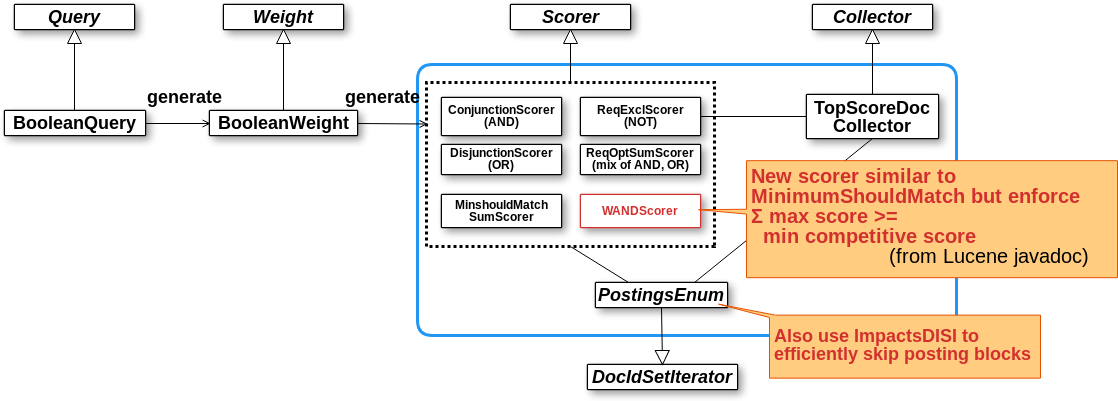 Query
Weight
Scorer
Collector
generate
generate
BooleanQuery
BooleanWeight
ConjunctionScorer
(AND)
ReqExclScorer
(NOT)
TopScoreDoc
Collector
DisjunctionScorer
(OR)
ReqOptSumScorer
(mix of AND, OR)
MinshouldMatch
SumScorer
WANDScorer
New scorer similar to
MinimumShouldMatch but enforce
Σ max score >=
min competitive score
(from Lucene javadoc)
PostingsEnum
Also use ImpactsDISI to
efficiently skip posting blocks
DocIdSetIterator